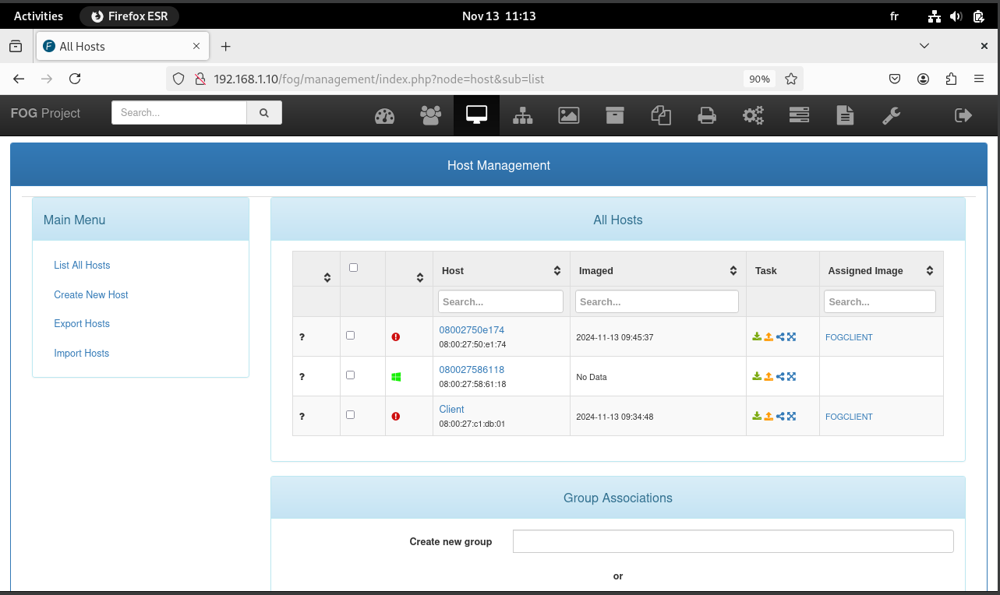 Activities
Firefox ESR
Nov 13 11:13
fr
All Hosts
192.168.1.10/fog/management/index.php?node=host&sub=list
90%
FOG Project
Search...
Host Management
Main Menu
List All Hosts
Create New Host
Export Hosts
Import Hosts
All Hosts
Host Imaged Task Assigned Image
Search... Search... Search...
? 08002750e174
08:00:27:50:e1:74 2024-11-13 09:45:37 FOGCLIENT
? 080027586118
08:00:27:58:61:18 No Data
? Client
08:00:27:c1:db:01 2024-11-13 09:34:48 FOGCLIENT
Group Associations
Create new group
or